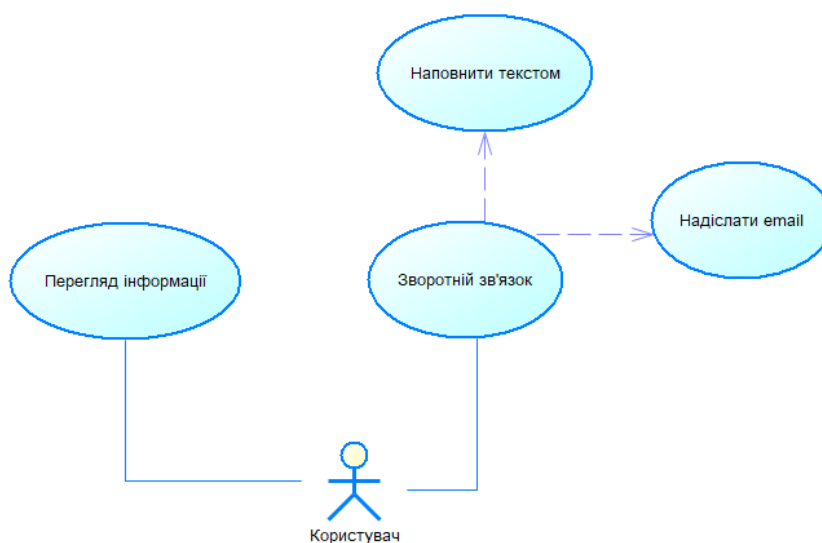 Наповнити текстом
Надіслати email
Перегляд інформації
Зворотній зв'язок
Користувач